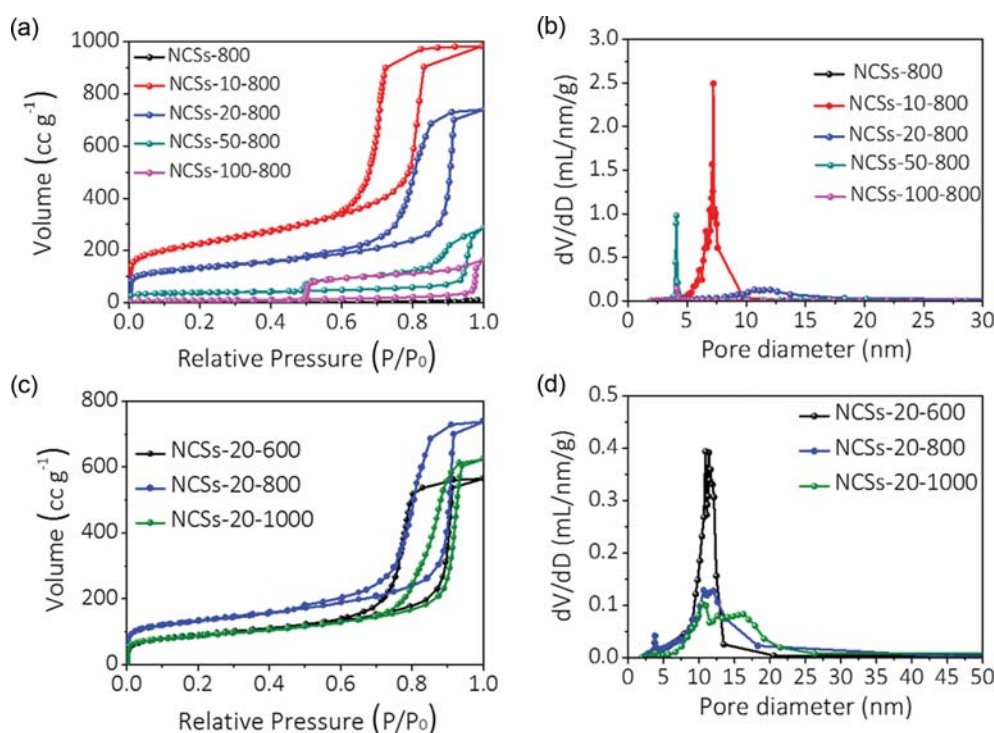 (a)
1000
800
600
400
200
0
Volume (cc g⁻¹)
NCSs-800
NCSs-10-800
NCSs-20-800
NCSs-50-800
NCSs-100-800
0.0 0.2 0.4 0.6 0.8 1.0
Relative Pressure (P/P₀)
(b)
3.0
2.5
2.0
1.5
1.0
0.5
0.0
dV/dD (mL/nm/g)
NCSs-800
NCSs-10-800
NCSs-20-800
NCSs-50-800
NCSs-100-800
0 5 10 15 20 25 30
Pore diameter (nm)
(c)
800
600
400
200
0
Volume (cc g⁻¹)
NCSs-20-600
NCSs-20-800
NCSs-20-1000
0.0 0.2 0.4 0.6 0.8 1.0
Relative Pressure (P/P₀)
(d)
0.5
0.4
0.3
0.2
0.1
0.0
dV/dD (mL/nm/g)
NCSs-20-600
NCSs-20-800
NCSs-20-1000
0 5 10 15 20 25 30 35 40 45 50
Pore diameter (nm)